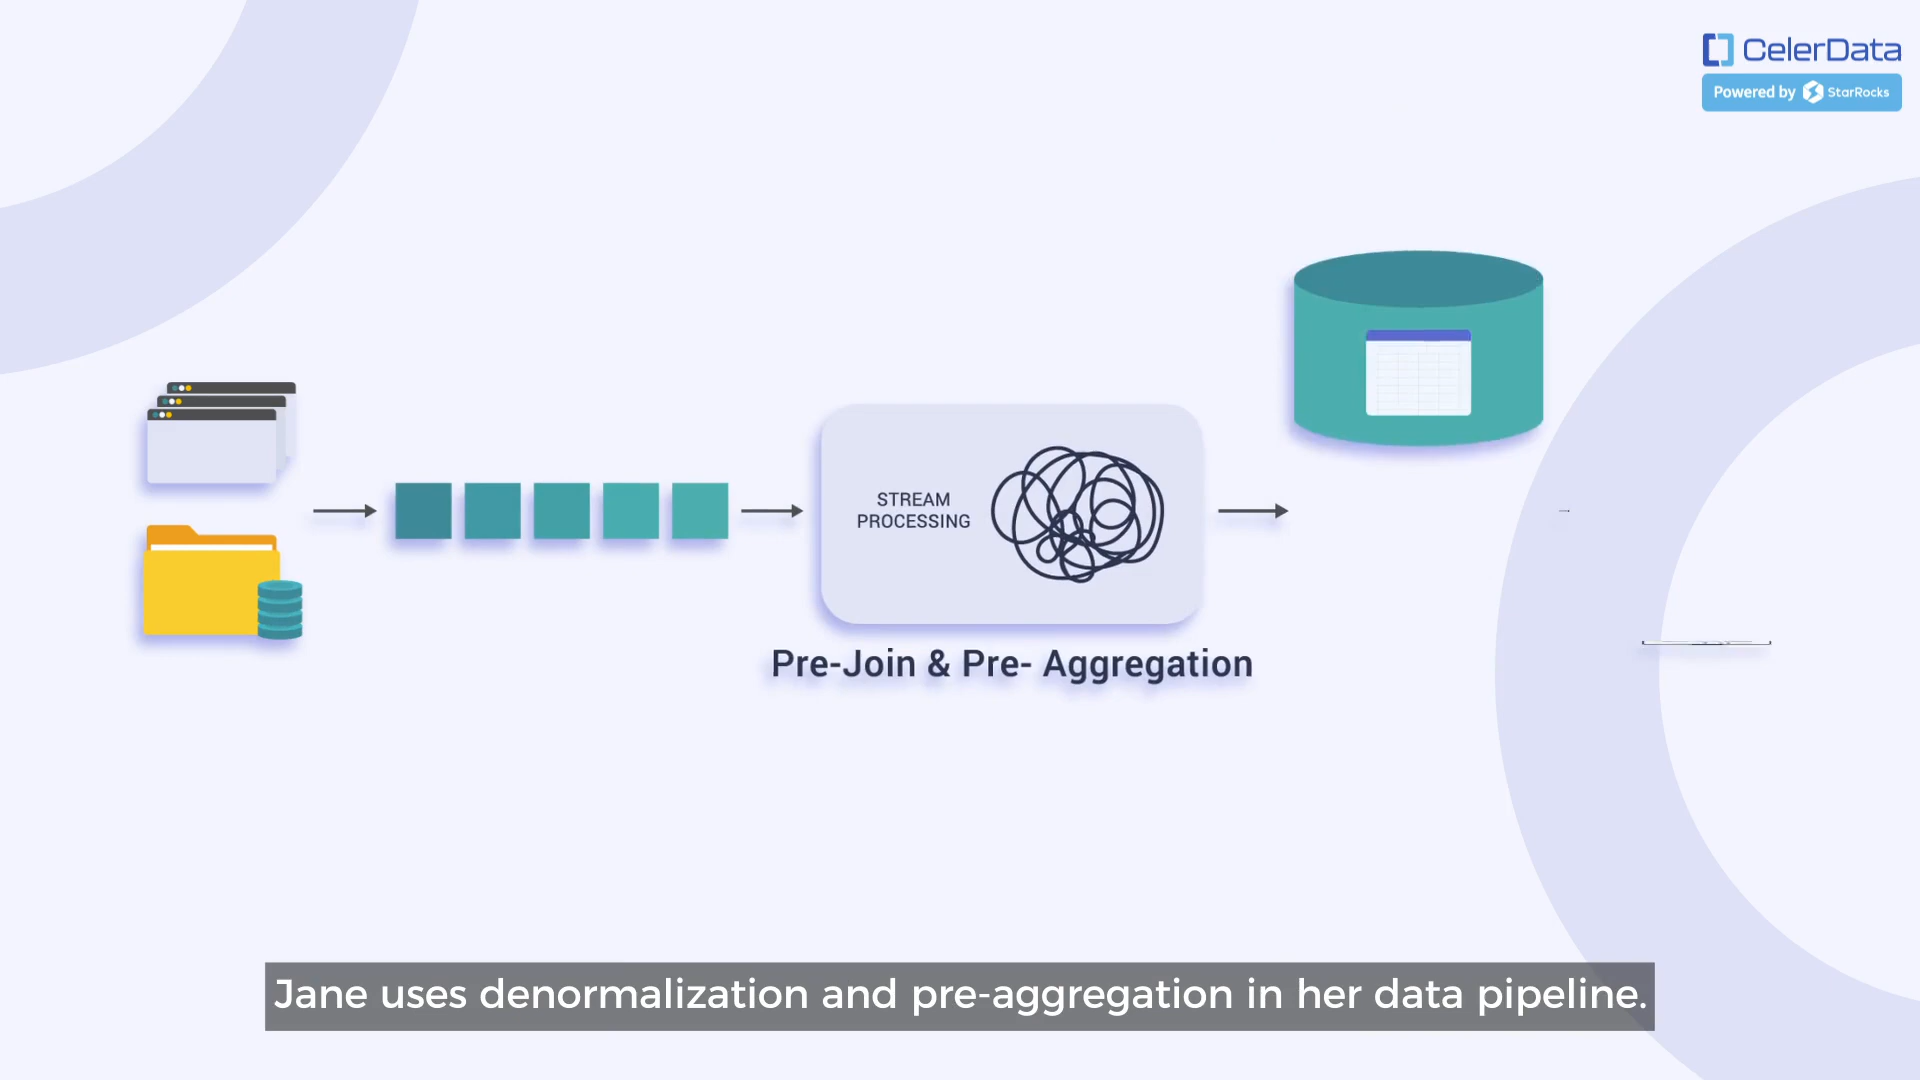 CelerData
Powered by StarRocks
STREAM
PROCESSING
Pre-Join & Pre- Aggregation
Jane uses denormalization and pre-aggregation in her data pipeline.